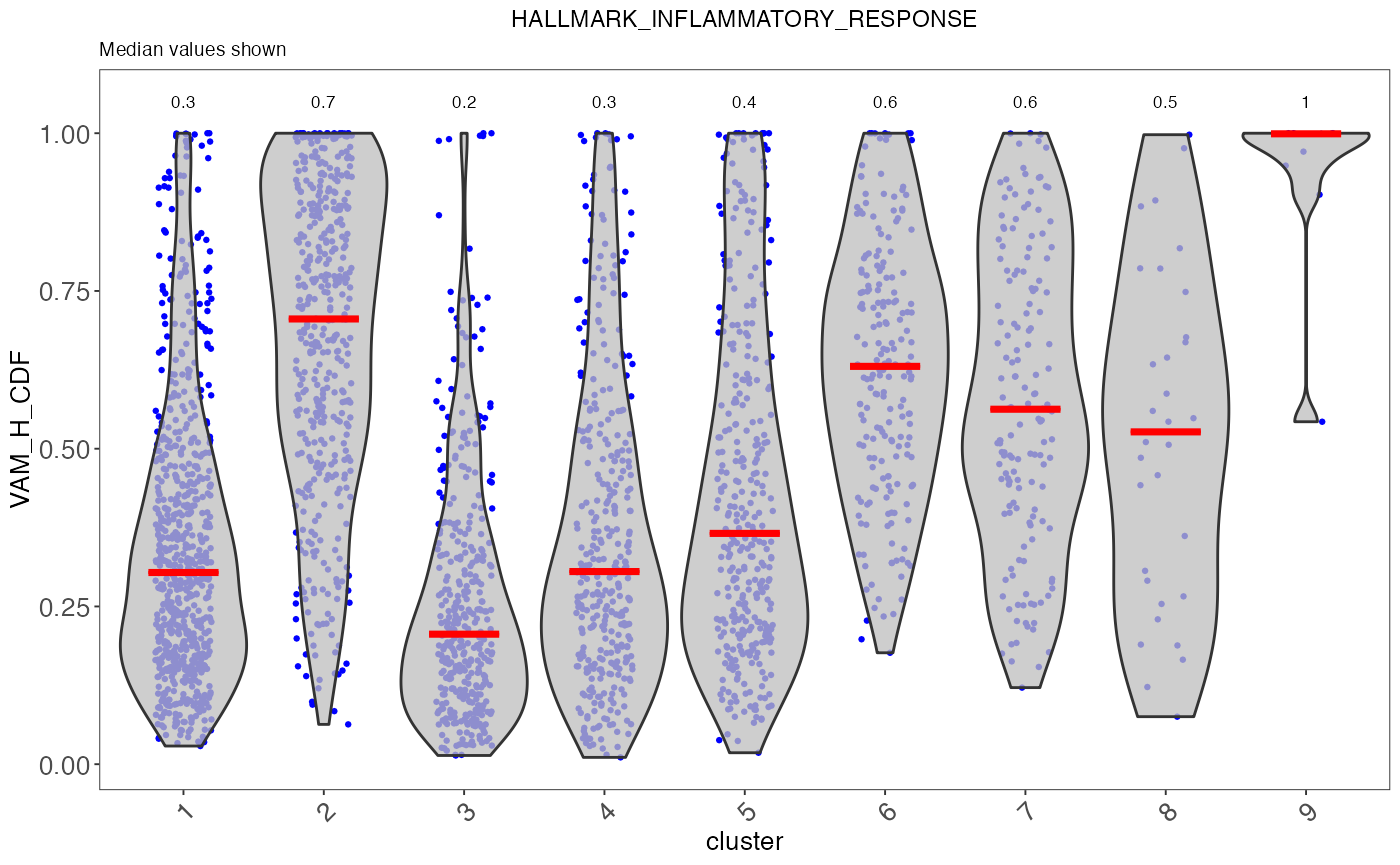 HALLMARK_INFLAMMATORY_RESPONSE
Median values shown
0.3 0.7 0.2 0.3 0.4 0.6 0.6 0.5 1
1.00
0.75
0.50
0.25
0.00
VAM_H_CDF
1 2 3 4 5 6 7 8 9
cluster